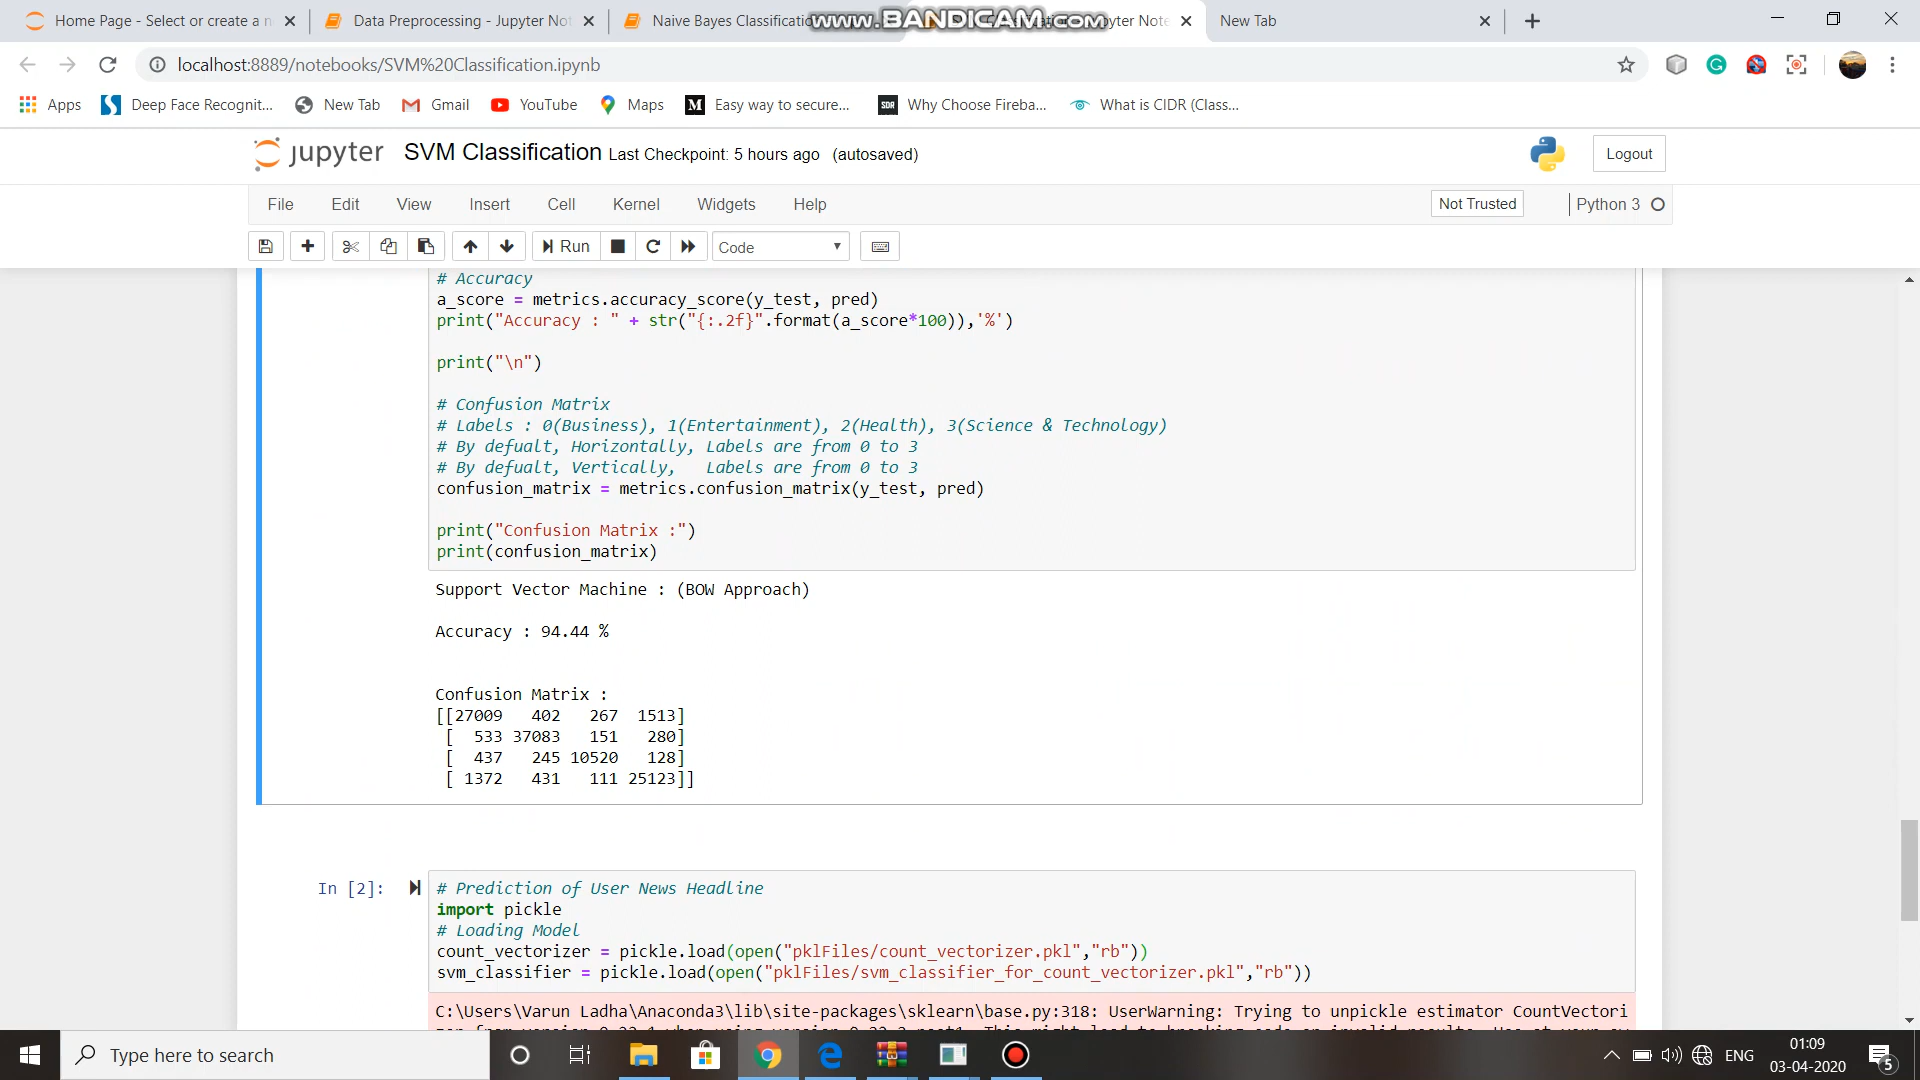 Home Page - Select or create a n
Data Preprocessing - Jupyter Not
Naive Bayes Classificatio
www.BANDICAM.com
Jupyter Note
New Tab
localhost:8889/notebooks/SVM%20Classification.ipynb
Apps
Deep Face Recognit...
New Tab
Gmail
YouTube
Maps
Easy way to secure...
SDR
Why Choose Fireba...
What is CIDR (Class...
jupyter
SVM Classification Last Checkpoint: 5 hours ago (autosaved)
Logout
File
Edit
View
Insert
Cell
Kernel
Widgets
Help
Not Trusted
Python 3
Run
Code
# Accuracy
a_score = metrics.accuracy_score(y_test, pred)
print("Accuracy : " + str("{:.2f}".format(a_score*100)),'%')
print("\n")
# Confusion Matrix
# Labels : 0(Business), 1(Entertainment), 2(Health), 3(Science & Technology)
# By defualt, Horizontally, Labels are from 0 to 3
# By defualt, Vertically,   Labels are from 0 to 3
confusion_matrix = metrics.confusion_matrix(y_test, pred)
print("Confusion Matrix :")
print(confusion_matrix)
Support Vector Machine : (BOW Approach)
Accuracy : 94.44 %
Confusion Matrix :
[[27009   402   267  1513]
 [  533 37083   151   280]
 [  437   245 10520   128]
 [ 1372   431   111 25123]]
In [2]:
# Prediction of User News Headline
import pickle
# Loading Model
count_vectorizer = pickle.load(open("pklFiles/count_vectorizer.pkl","rb"))
svm_classifier = pickle.load(open("pklFiles/svm_classifier_for_count_vectorizer.pkl","rb"))
C:\Users\Varun Ladha\Anaconda3\lib\site-packages\sklearn\base.py:318: UserWarning: Trying to unpickle estimator CountVectori
Type here to search
ENG
01:09
03-04-2020
5